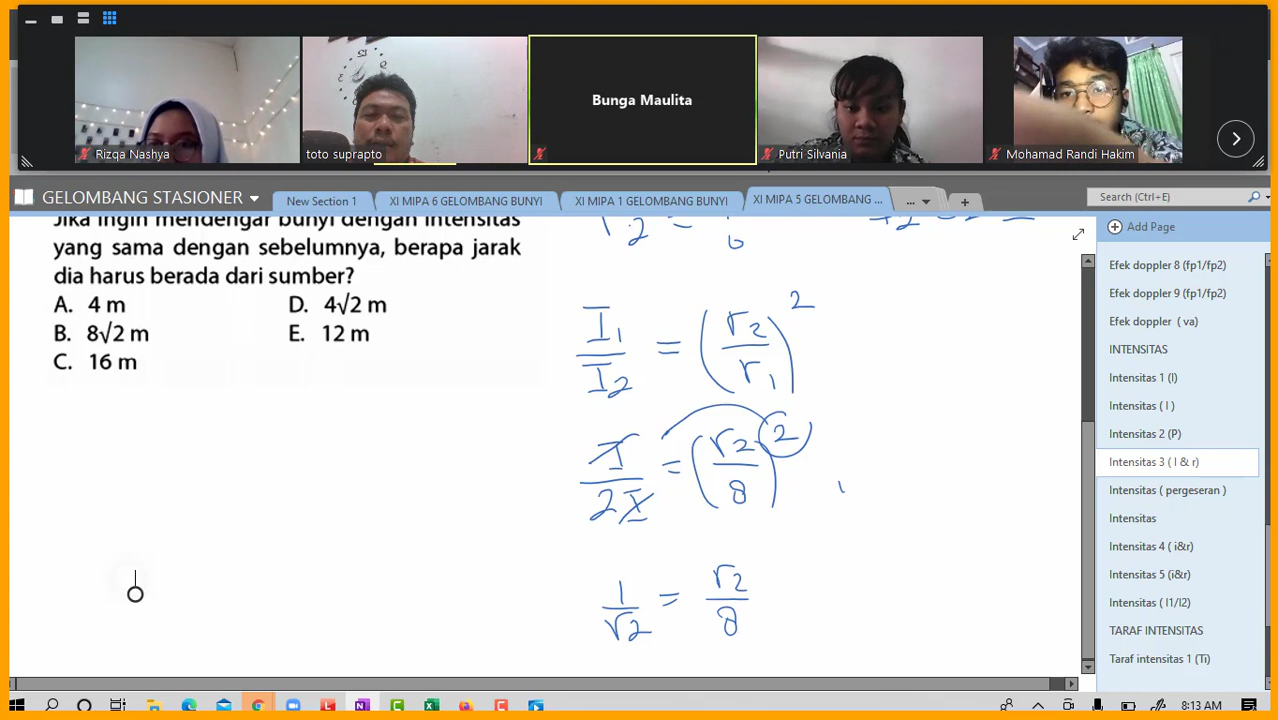 Bunga Maulita
Rizqa Nashya
toto suprapto
Putri Silvania
Mohamad Randi Hakim
GELOMBANG STASIONER
New Section 1
XI MIPA 6 GELOMBANG BUNYI
XI MIPA 1 GELOMBANG BUNYI
XI MIPA 5 GELOMBANG ...
...
Search (Ctrl+E)
Jika ingin mendengar bunyi dengan intensitas
yang sama dengan sebelumnya, berapa jarak
dia harus berada dari sumber?
A. 4 m
D. 4√2 m
B. 8√2 m
E. 12 m
C. 16 m
I1/I2 = (r2/r1)2
I/2I = (r2/8)2
1/√2 = r2/8
Add Page
Efek doppler 8 (fp1/fp2)
Efek doppler 9 (fp1/fp2)
Efek doppler ( va)
INTENSITAS
Intensitas 1 (I)
Intensitas ( I )
Intensitas 2 (P)
Intensitas 3 ( I & r)
Intensitas ( pergeseran )
Intensitas
Intensitas 4 ( i&r)
Intensitas 5 (i&r)
Intensitas ( I1/I2)
TARAF INTENSITAS
Taraf intensitas 1 (Ti)
8:13 AM